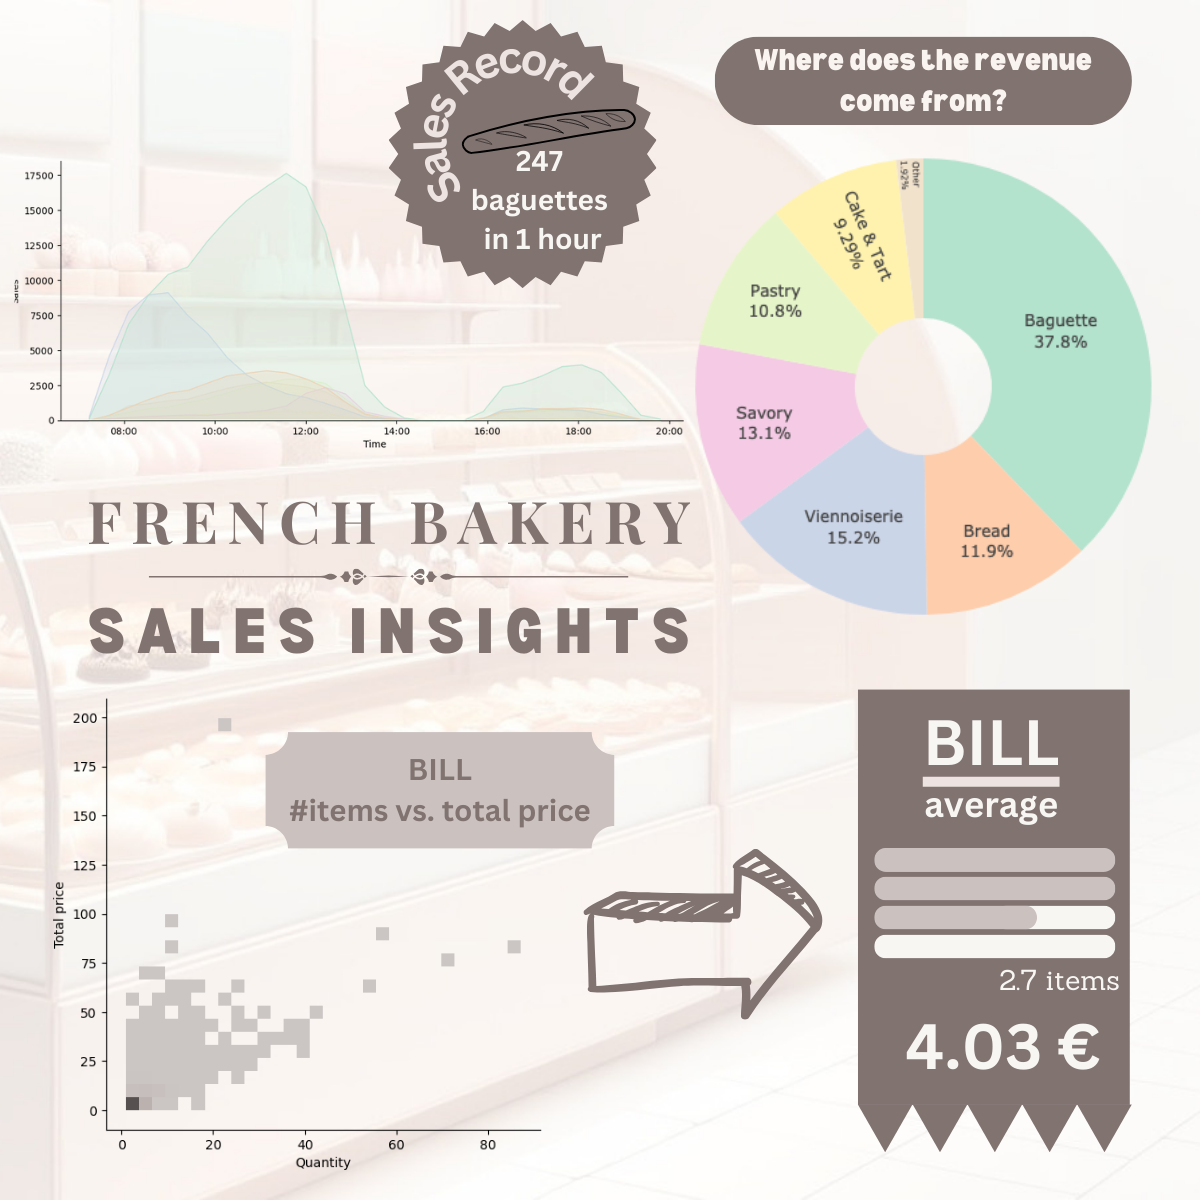 Sales Record
247
baguettes
in 1 hour
Where does the revenue
come from?
17500
15000
12500
10000
7500
5000
2500
0
08:00
10:00
12:00
14:00
16:00
18:00
20:00
Time
Other
1.92%
Cake & Tart
9.29%
Pastry
10.8%
Baguette
37.8%
Savory
13.1%
Viennoiserie
15.2%
Bread
11.9%
FRENCH BAKERY
SALES INSIGHTS
200
175
150
125
100
75
50
25
0
Total price
0
20
40
60
80
Quantity
BILL
#items vs. total price
BILL
average
2.7 items
4.03 €